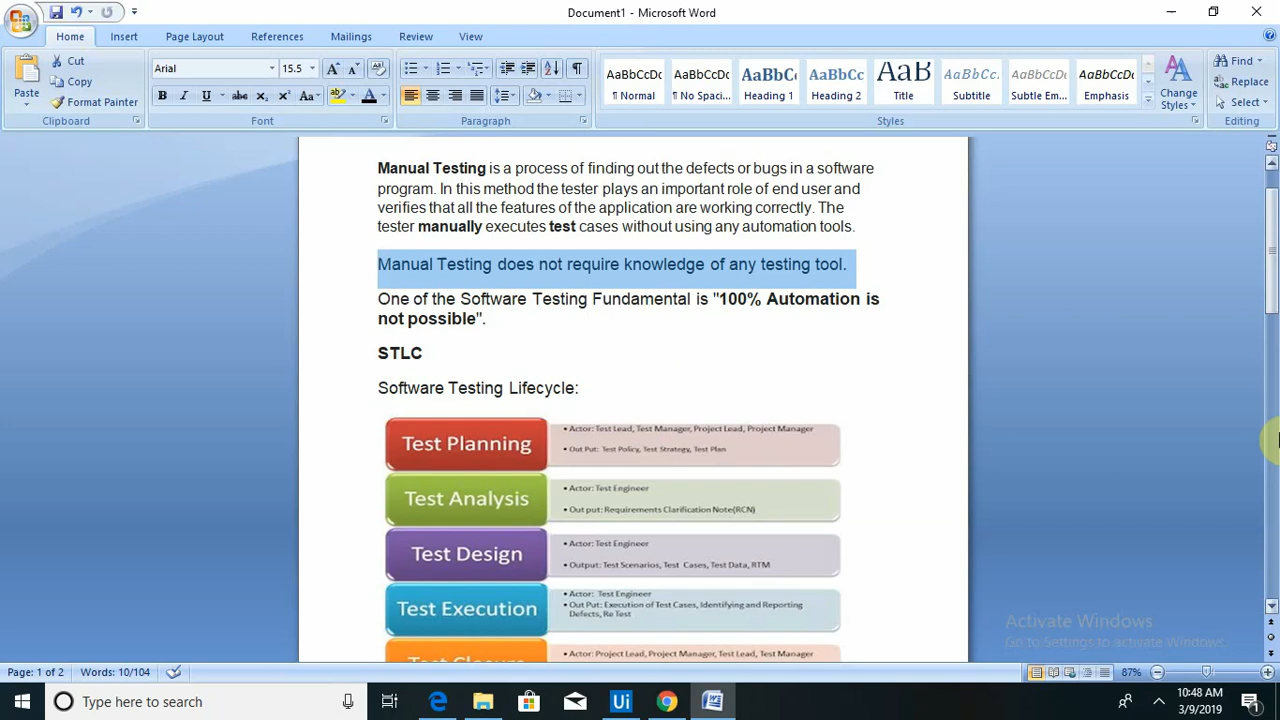 Document1 - Microsoft Word
Home Insert Page Layout References Mailings Review View
Paste
Cut
Copy
Format Painter
Clipboard
Arial 15.5
Font
Paragraph
AaBbCcDc AaBbCcDc AaBbCc AaBbCc AaB AaBbCc. AaBbCcDc AaBbCcDc
¶ Normal ¶ No Spaci... Heading 1 Heading 2 Title Subtitle Subtle Em... Emphasis
Change
Styles
Styles
Find
Replace
Select
Editing
Manual Testing is a process of finding out the defects or bugs in a software
program. In this method the tester plays an important role of end user and
verifies that all the features of the application are working correctly. The
tester manually executes test cases without using any automation tools.
Manual Testing does not require knowledge of any testing tool.
One of the Software Testing Fundamental is "100% Automation is
not possible".
STLC
Software Testing Lifecycle:
Test Planning
• Actor: Test Lead, Test Manager, Project Lead, Project Manager
• Out Put: Test Policy, Test Strategy, Test Plan
Test Analysis
• Actor: Test Engineer
• Out put: Requirements Clarification Note(RCN)
Test Design
• Actor: Test Engineer
• Output: Test Scenarios, Test Cases, Test Data, RTM
Test Execution
• Actor: Test Engineer
• Out Put: Execution of Test Cases, Identifying and Reporting
Defects, Re Test
Test Closure
• Actor: Project Lead, Project Manager, Test Lead, Test Manager
Activate Windows
Go to Settings to activate Windows.
Page: 1 of 2 Words: 10/104 87%
Type here to search
Ui
10:48 AM
3/9/2019